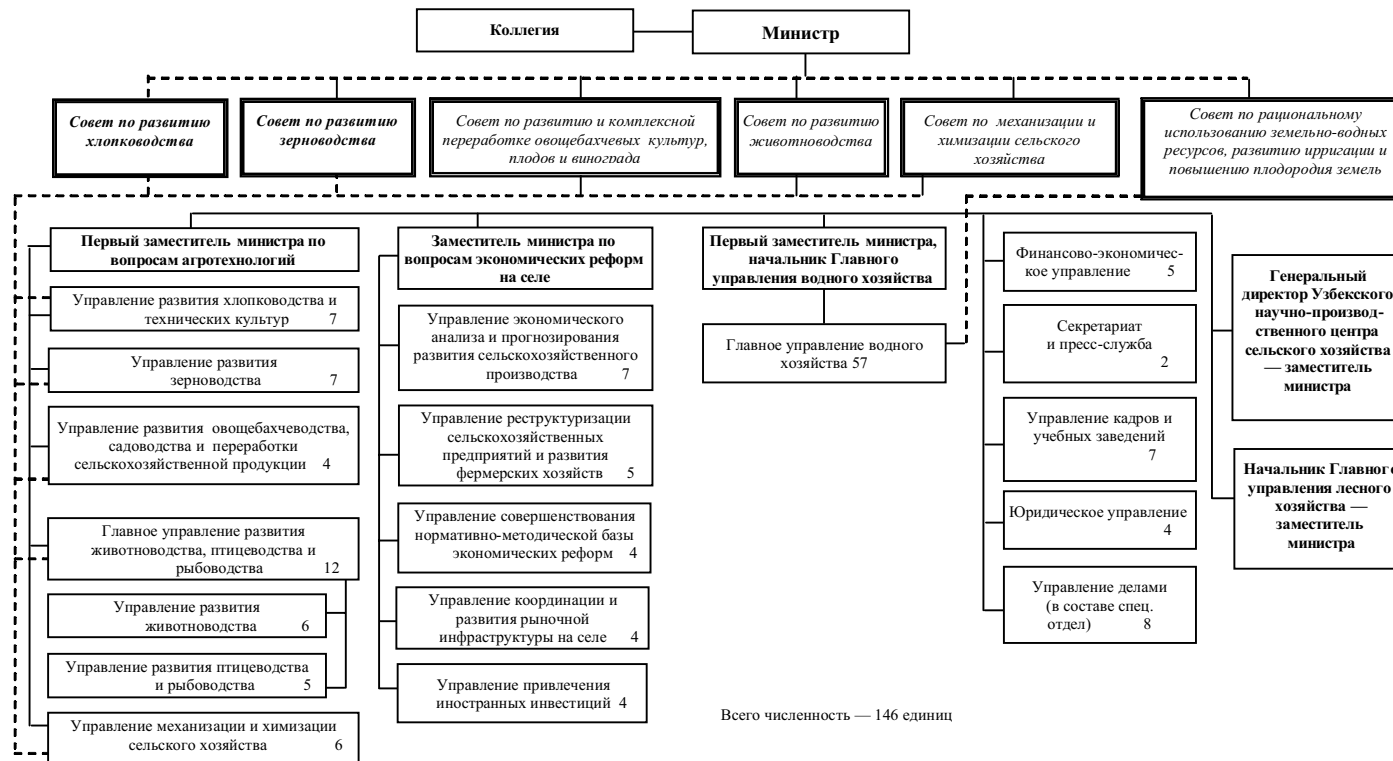 Коллегия
Министр
Совет по развитию
хлопководства
Совет по развитию
зерноводства
Совет по развитию и комплексной
переработке овощебахчевых культур,
плодов и винограда
Совет по развитию
животноводства
Совет по механизации и
химизации сельского
хозяйства
Совет по рациональному
использованию земельно-водных
ресурсов, развитию ирригации и
повышению плодородия земель
Первый заместитель министра по
вопросам агротехнологий
Управление развития хлопководства и
технических культур 7
Управление развития
зерноводства 7
Управление развития овощебахчеводства,
садоводства и переработки
сельскохозяйственной продукции 4
Главное управление развития
животноводства, птицеводства и
рыбоводства 12
Управление развития
животноводства 6
Управление развития птицеводства
и рыбоводства 5
Управление механизации и химизации
сельского хозяйства 6
Заместитель министра по
вопросам экономических реформ
на селе
Управление экономического
анализа и прогнозирования
развития сельскохозяйственного
производства 7
Управление реструктуризации
сельскохозяйственных
предприятий и развития
фермерских хозяйств 5
Управление совершенствования
нормативно-методической базы
экономических реформ 4
Управление координации и
развития рыночной
инфраструктуры на селе 4
Управление привлечения
иностранных инвестиций 4
Первый заместитель министра,
начальник Главного
управления водного хозяйства
Главное управление водного
хозяйства 57
Финансово-экономичес-
кое управление 5
Секретариат
и пресс-служба
2
Управление кадров и
учебных заведений
7
Юридическое управление
4
Управление делами
(в составе спец.
отдел) 8
Генеральный
директор Узбекского
научно-производ-
ственного центра
сельского хозяйства
— заместитель
министра
Начальник Главного
управления лесного
хозяйства —
заместитель
министра
Всего численность — 146 единиц